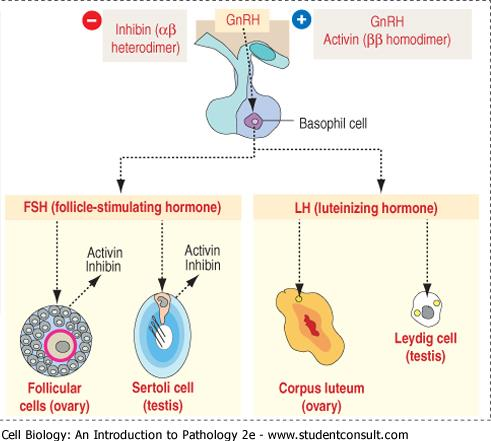 −
Inhibin (αβ
heterodimer)
GnRH
+
GnRH
Activin (ββ homodimer)
Basophil cell
FSH (follicle-stimulating hormone)
LH (luteinizing hormone)
Activin
Inhibin
Activin
Inhibin
Follicular
cells (ovary)
Sertoli cell
(testis)
Corpus luteum
(ovary)
Leydig cell
(testis)
Cell Biology: An Introduction to Pathology 2e - www.studentconsult.com